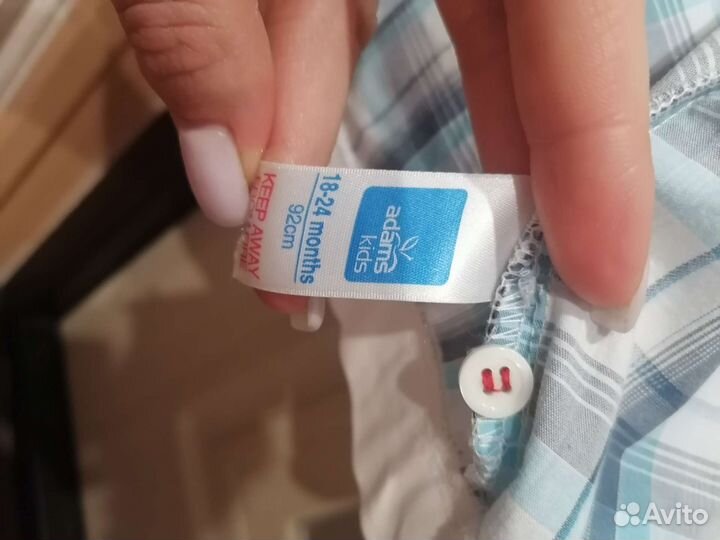 adams
kids
18-24 months
92cm
KEEP AWAY
Avito